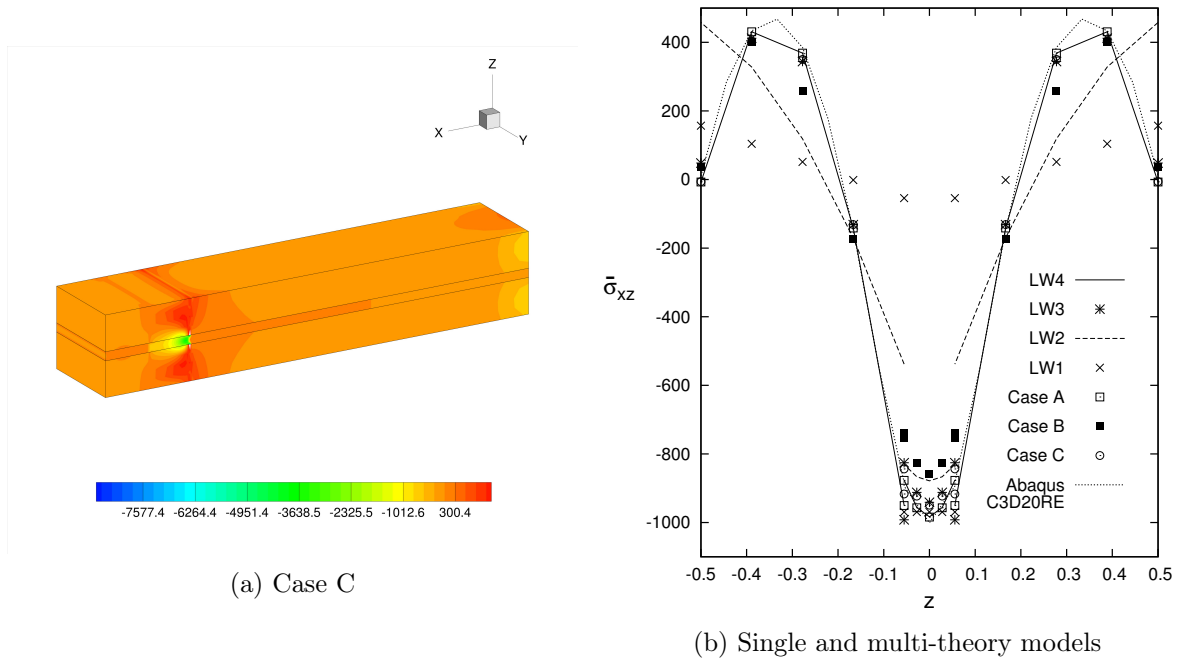 Z
X
Y
-7577.4 -6264.4 -4951.4 -3638.5 -2325.5 -1012.6 300.4
(a) Case C
400
200
0
-200
-400
-600
-800
-1000
σ̄xz
LW4
LW3
LW2
LW1
Case A
Case B
Case C
Abaqus
C3D20RE
-0.5 -0.4 -0.3 -0.2 -0.1 0 0.1 0.2 0.3 0.4 0.5
z
(b) Single and multi-theory models